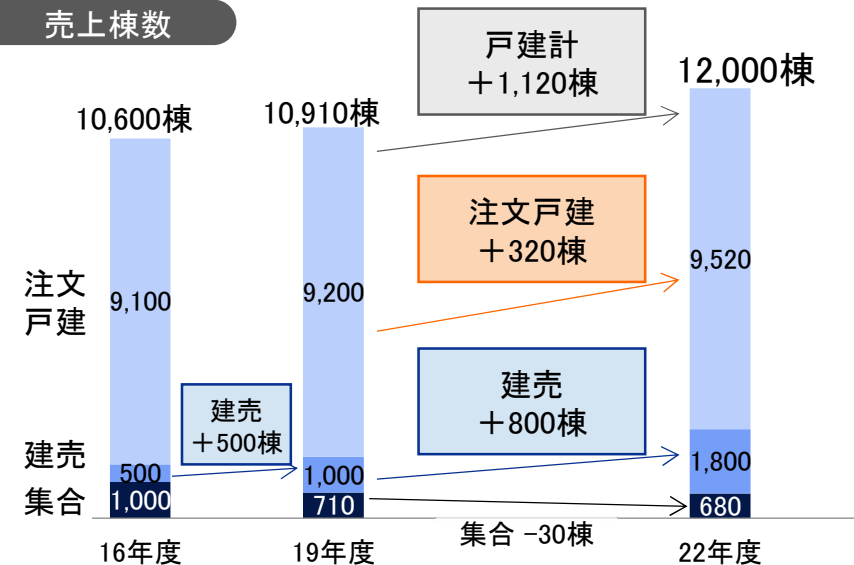 売上棟数
戸建計
＋1,120棟
12,000棟
10,600棟
10,910棟
注文戸建
＋320棟
注文
戸建
9,100
9,200
9,520
建売
＋500棟
建売
＋800棟
建売
500
1,000
1,800
集合
1,000
710
680
集合 −30棟
16年度
19年度
22年度